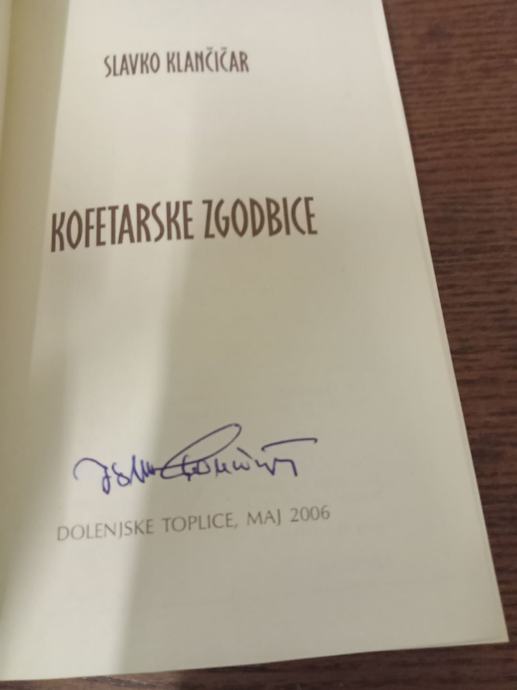 SLAVKO KLANČIČAR
KOFETARSKE ZGODBICE
DOLENJSKE TOPLICE, MAJ 2006